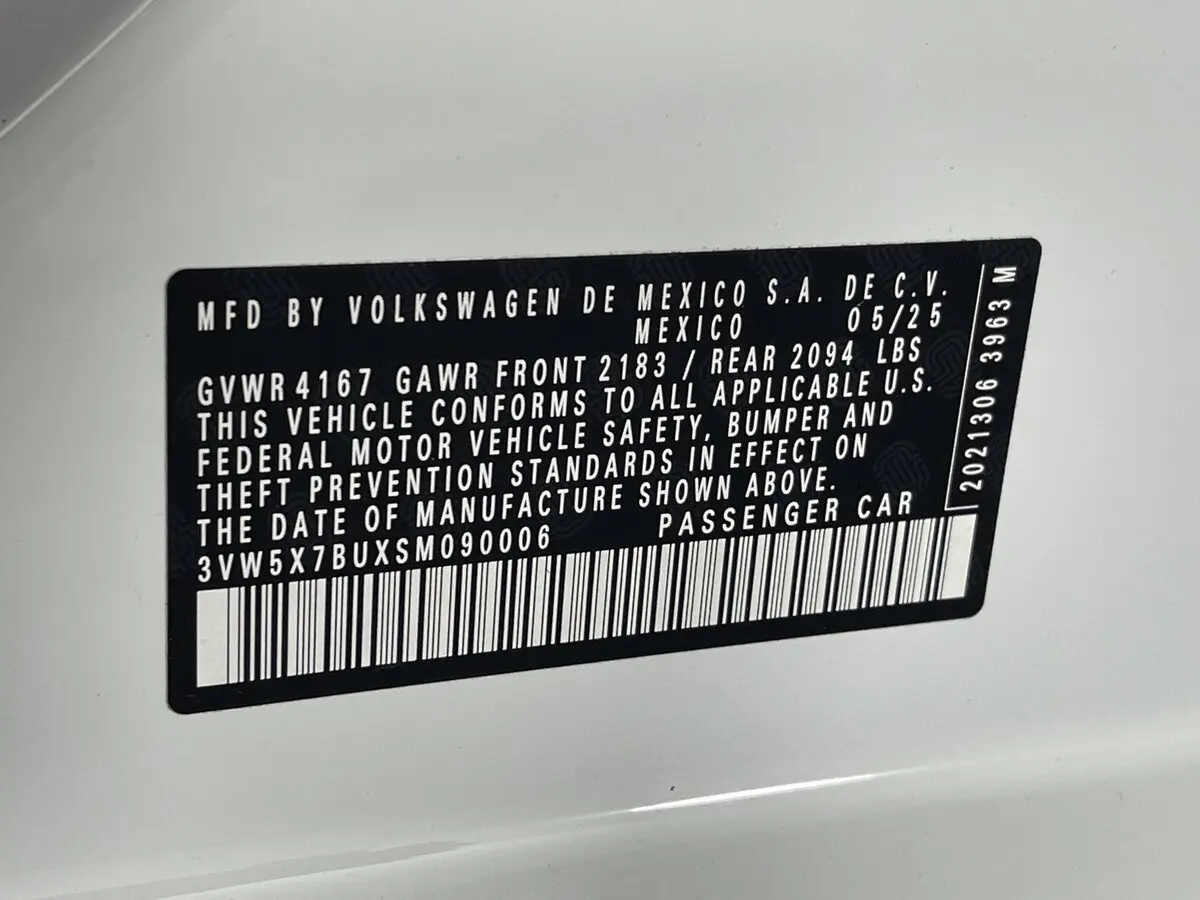 MFD BY VOLKSWAGEN DE MEXICO S.A. DE C.V.
MEXICO 05/25
GVWR 4167 GAWR FRONT 2183 / REAR 2094 LBS
THIS VEHICLE CONFORMS TO ALL APPLICABLE U.S.
FEDERAL MOTOR VEHICLE SAFETY, BUMPER AND
THEFT PREVENTION STANDARDS IN EFFECT ON
THE DATE OF MANUFACTURE SHOWN ABOVE.
3VW5X7BUXSM090006 PASSENGER CAR
2021306 3963 M